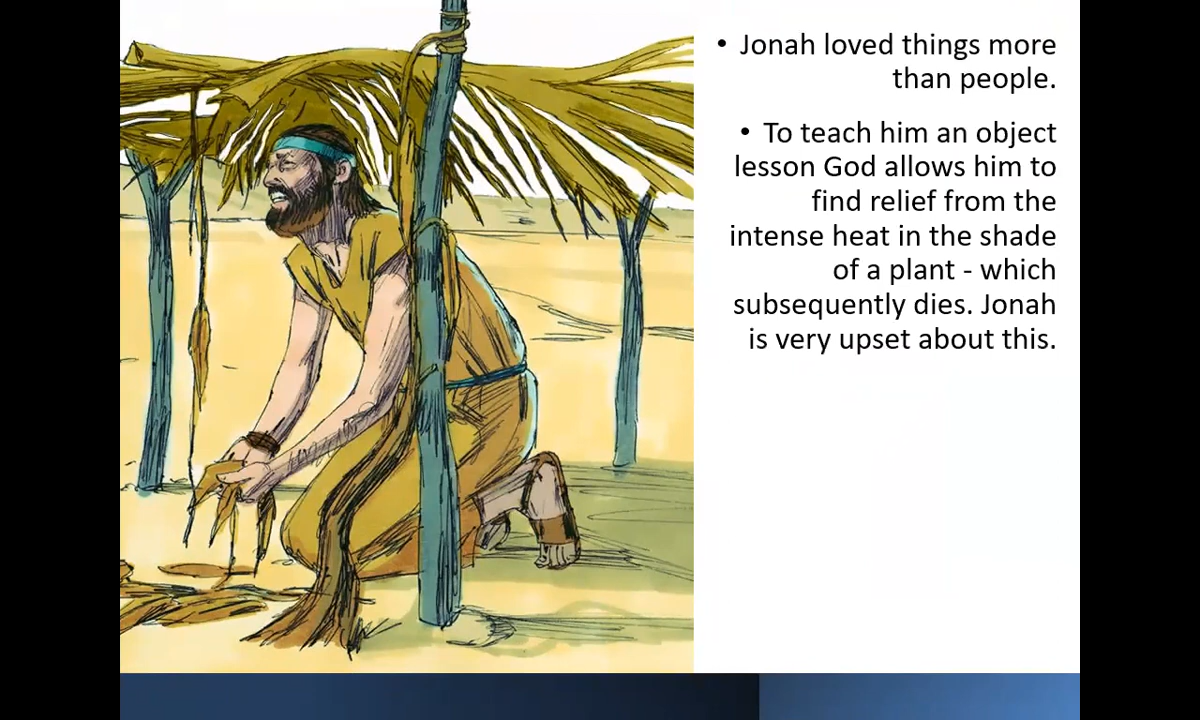 • Jonah loved things more
than people.
• To teach him an object
lesson God allows him to
find relief from the
intense heat in the shade
of a plant - which
subsequently dies. Jonah
is very upset about this.